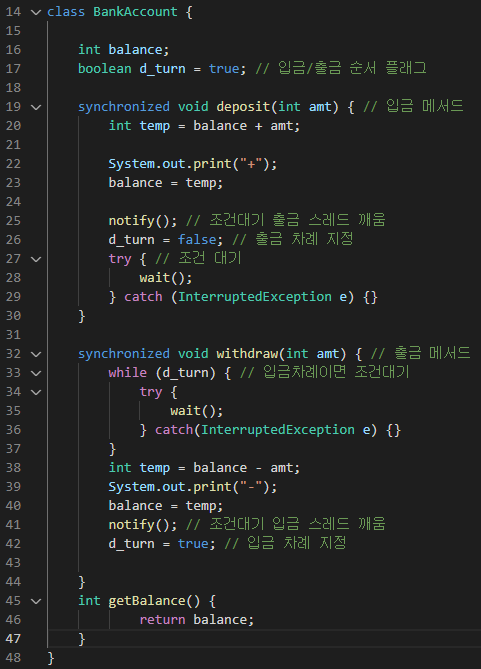 14 class BankAccount {
15
16     int balance;
17     boolean d_turn = true; // 입금/출금 순서 플래그
18
19     synchronized void deposit(int amt) { // 입금 메서드
20         int temp = balance + amt;
21
22         System.out.print("+");
23         balance = temp;
24
25         notify(); // 조건대기 출금 스레드 깨움
26         d_turn = false; // 출금 차례 지정
27         try { // 조건 대기
28             wait();
29         } catch (InterruptedException e) {}
30     }
31
32     synchronized void withdraw(int amt) { // 출금 메서드
33         while (d_turn) { // 입금차례이면 조건대기
34             try {
35                 wait();
36             } catch(InterruptedException e) {}
37         }
38         int temp = balance - amt;
39         System.out.print("-");
40         balance = temp;
41         notify(); // 조건대기 입금 스레드 깨움
42         d_turn = true; // 입금 차례 지정
43
44     }
45     int getBalance() {
46             return balance;
47     }
48 }